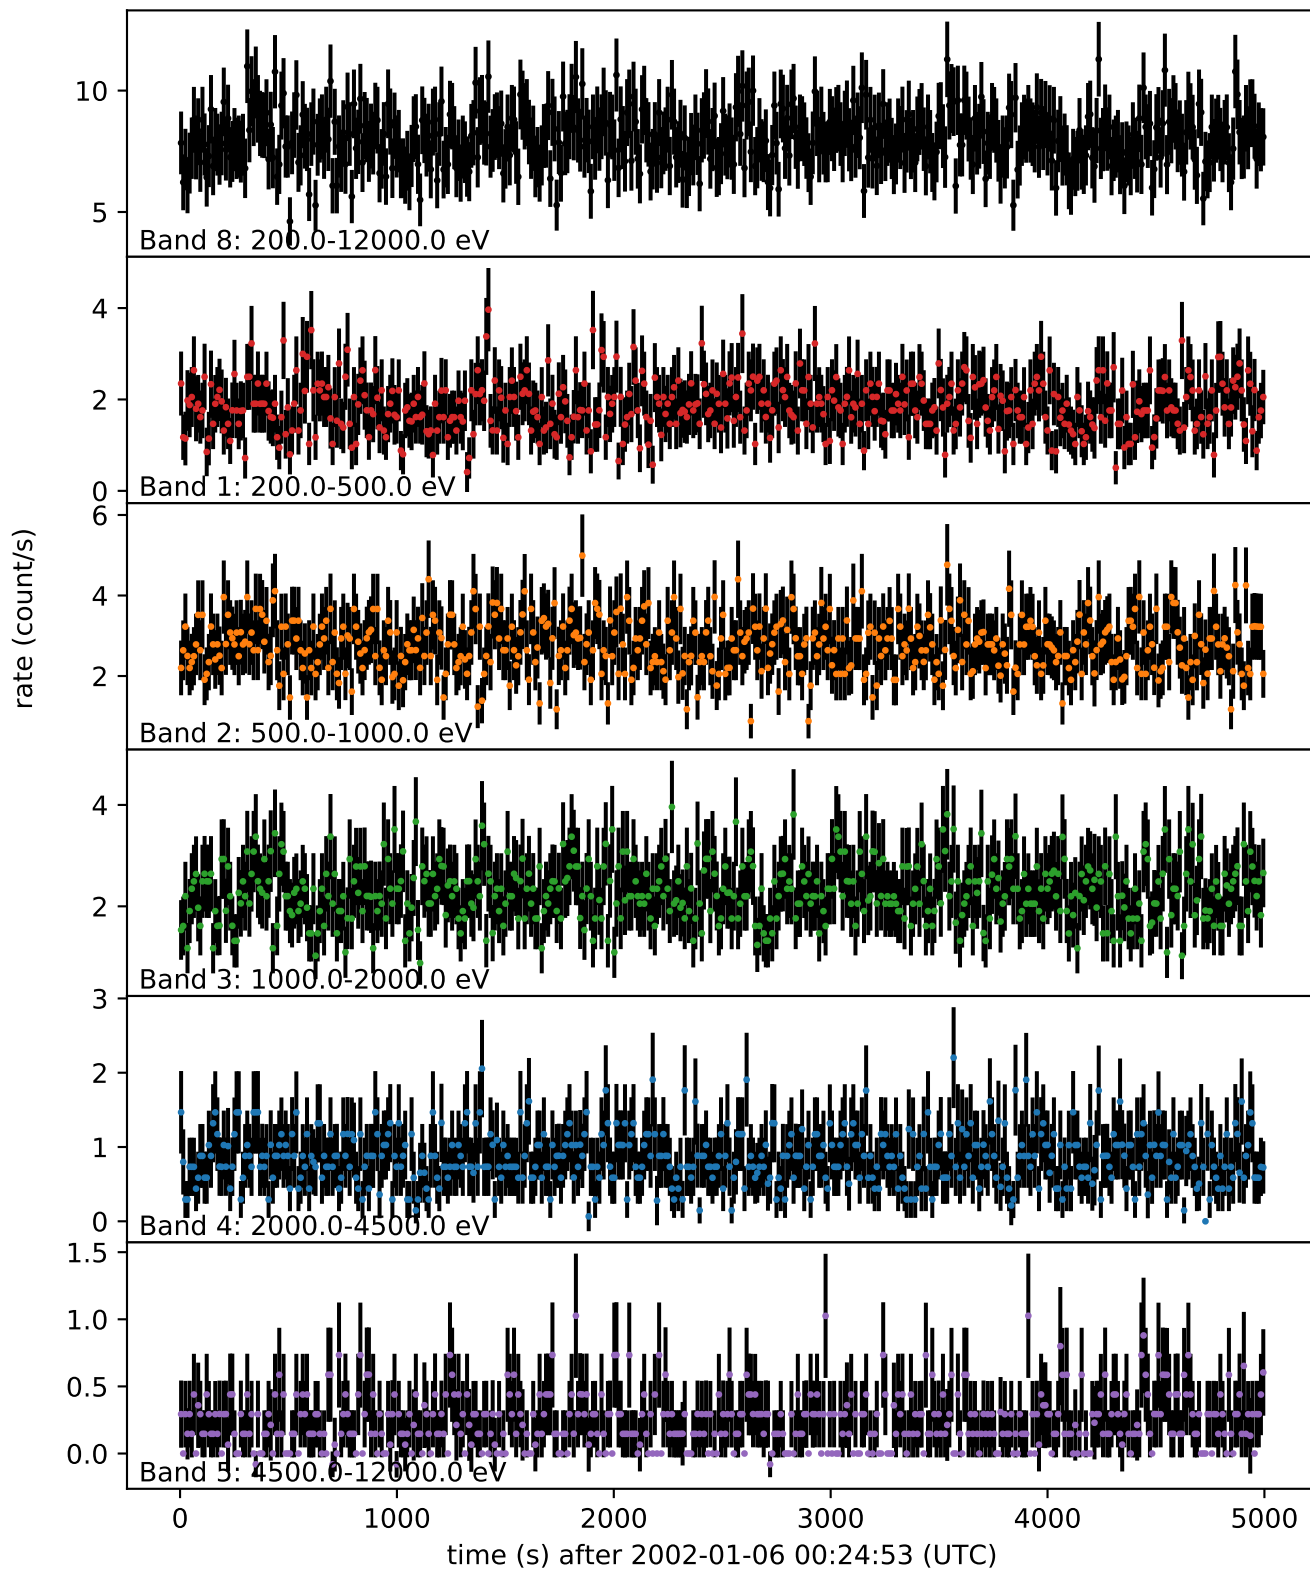 10
5
Band 8: 200.0-12000.0 eV
4
2
0
Band 1: 200.0-500.0 eV
6
4
2
Band 2: 500.0-1000.0 eV
rate (count/s)
4
2
Band 3: 1000.0-2000.0 eV
3
2
1
0
Band 4: 2000.0-4500.0 eV
1.5
1.0
0.5
0.0
Band 5: 4500.0-12000.0 eV
0 1000 2000 3000 4000 5000
time (s) after 2002-01-06 00:24:53 (UTC)